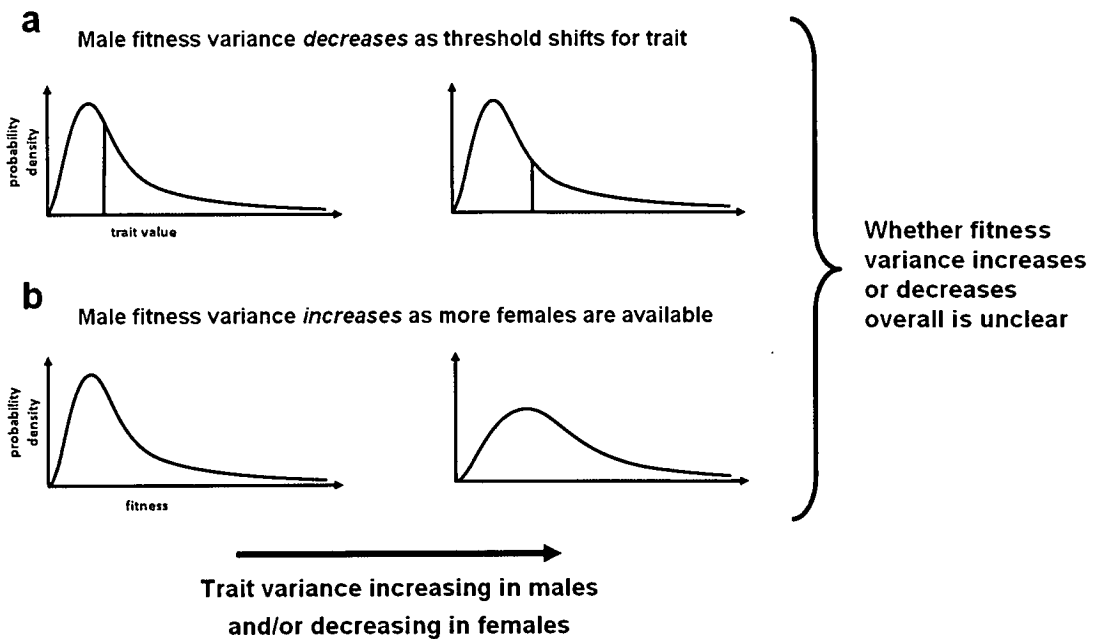 a
Male fitness variance decreases as threshold shifts for trait
probability
density
trait value
b
Male fitness variance increases as more females are available
probability
density
fitness
Whether fitness
variance increases
or decreases
overall is unclear
Trait variance increasing in males
and/or decreasing in females